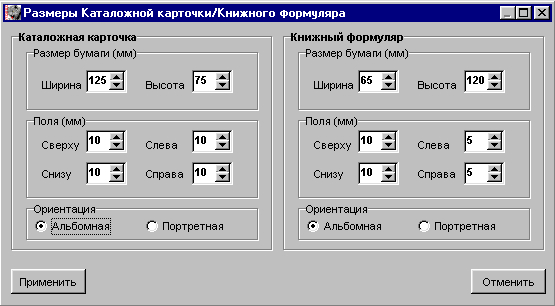 Размеры Каталожной карточки/Книжного формуляра
Каталожная карточка
Размер бумаги (мм)
Ширина 125 Высота 75
Поля (мм)
Сверху 10 Слева 10
Снизу 10 Справа 10
Ориентация
Альбомная Портретная
Книжный формуляр
Размер бумаги (мм)
Ширина 65 Высота 120
Поля (мм)
Сверху 10 Слева 5
Снизу 10 Справа 5
Ориентация
Альбомная Портретная
Применить Отменить